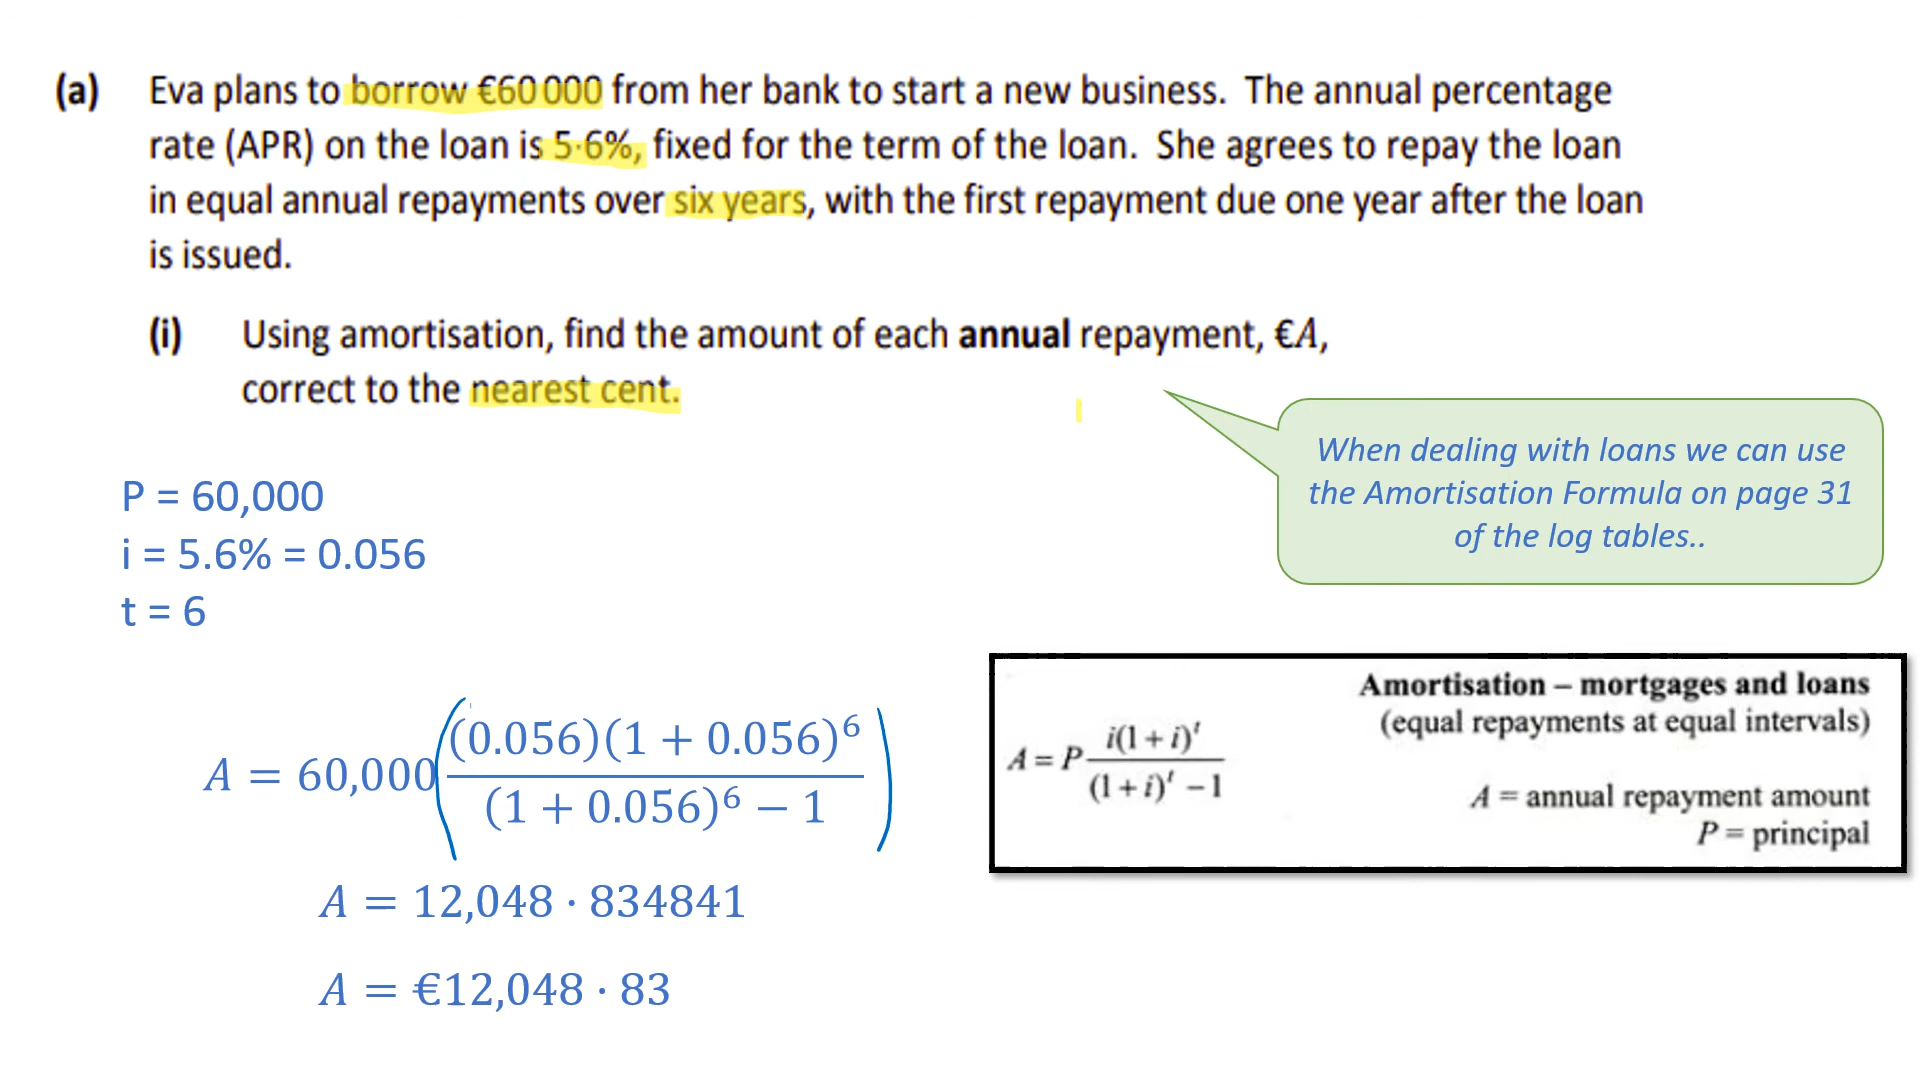 (a) Eva plans to borrow €60 000 from her bank to start a new business. The annual percentage
rate (APR) on the loan is 5·6%, fixed for the term of the loan. She agrees to repay the loan
in equal annual repayments over six years, with the first repayment due one year after the loan
is issued.
(i) Using amortisation, find the amount of each annual repayment, €A,
correct to the nearest cent.
When dealing with loans we can use
the Amortisation Formula on page 31
of the log tables..
P = 60,000
i = 5.6% = 0.056
t = 6
A = 60,000 ( (0.056)(1 + 0.056)⁶ / (1 + 0.056)⁶ − 1 )
A = 12,048 · 834841
A = €12,048 · 83
Amortisation – mortgages and loans
(equal repayments at equal intervals)
A = P i(1 + i)ᵗ / (1 + i)ᵗ − 1
A = annual repayment amount
P = principal